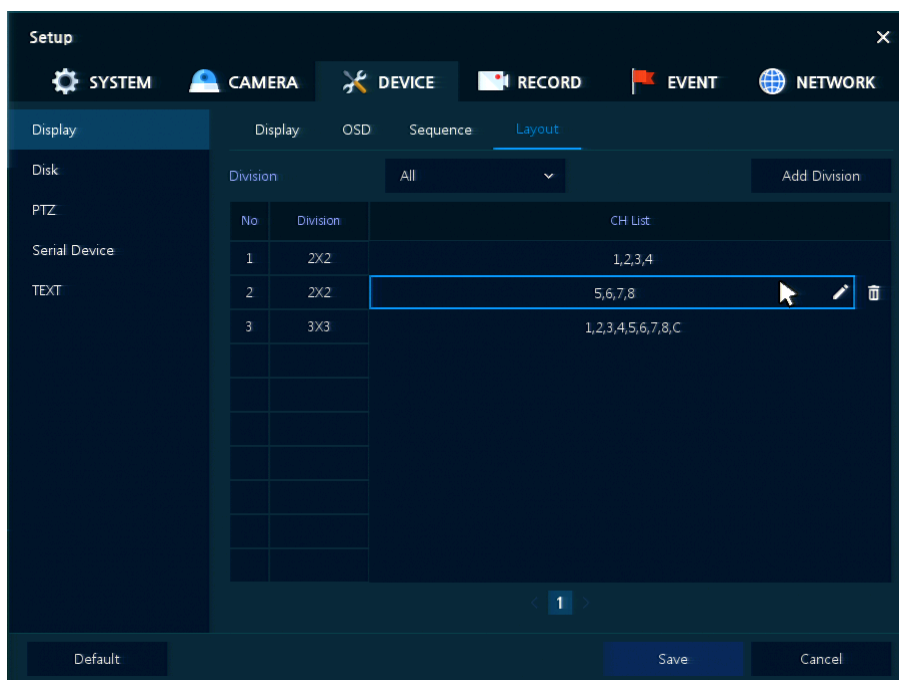 Setup
SYSTEM CAMERA DEVICE RECORD EVENT NETWORK
Display
Disk
PTZ
Serial Device
TEXT
Display OSD Sequence Layout
Division All Add Division
No Division CH List
1 2X2 1,2,3,4
2 2X2 5,6,7,8
3 3X3 1,2,3,4,5,6,7,8,C
< 1 >
Default Save Cancel